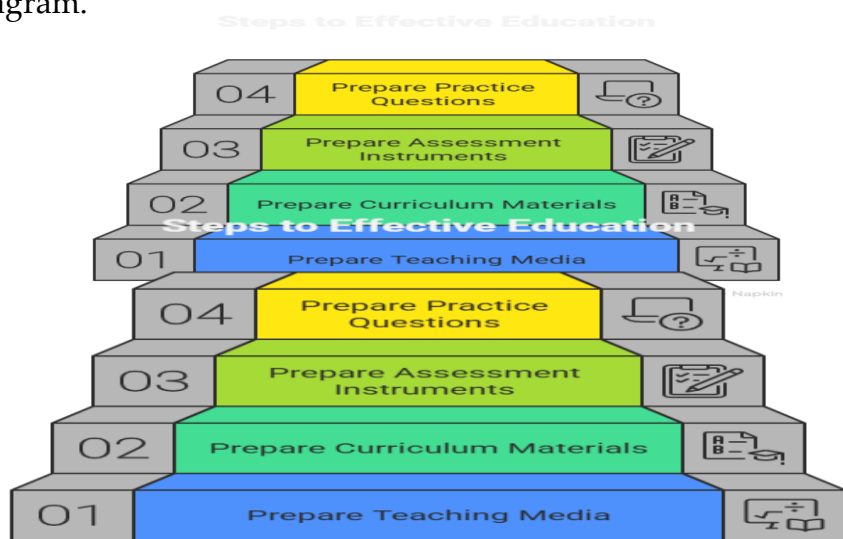 ngram.
Steps to Effective Education
04
Prepare Practice
Questions
03
Prepare Assessment
Instruments
02
Prepare Curriculum Materials
A
B
Steps to Effective Education
01
Prepare Teaching Media
Napkin
04
Prepare Practice
Questions
03
Prepare Assessment
Instruments
02
Prepare Curriculum Materials
A
B
01
Prepare Teaching Media